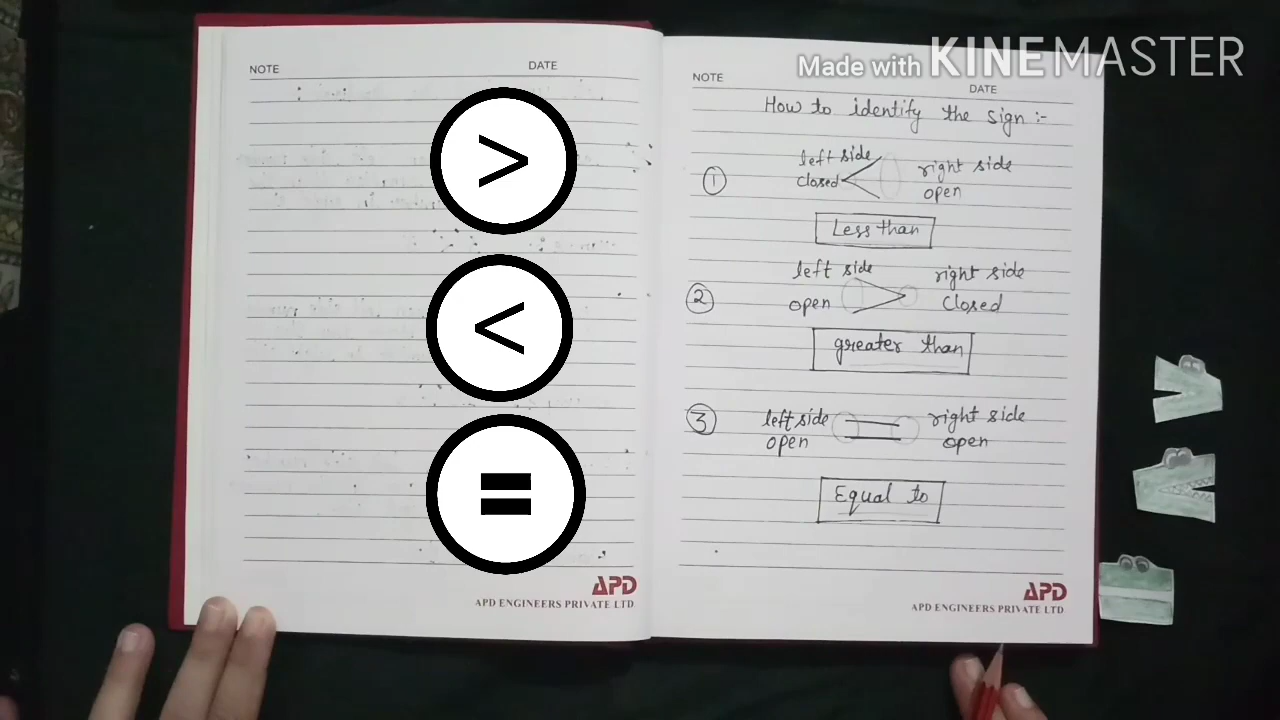 Made with KINEMASTER
NOTE DATE
>
<
=
APD
APD ENGINEERS PRIVATE LTD
NOTE
DATE
How to identify the sign :-
① left side < right side
closed open
Less than
② left side > right side
open closed
greater than
③ left side = right side
open open
Equal to
APD
APD ENGINEERS PRIVATE LTD